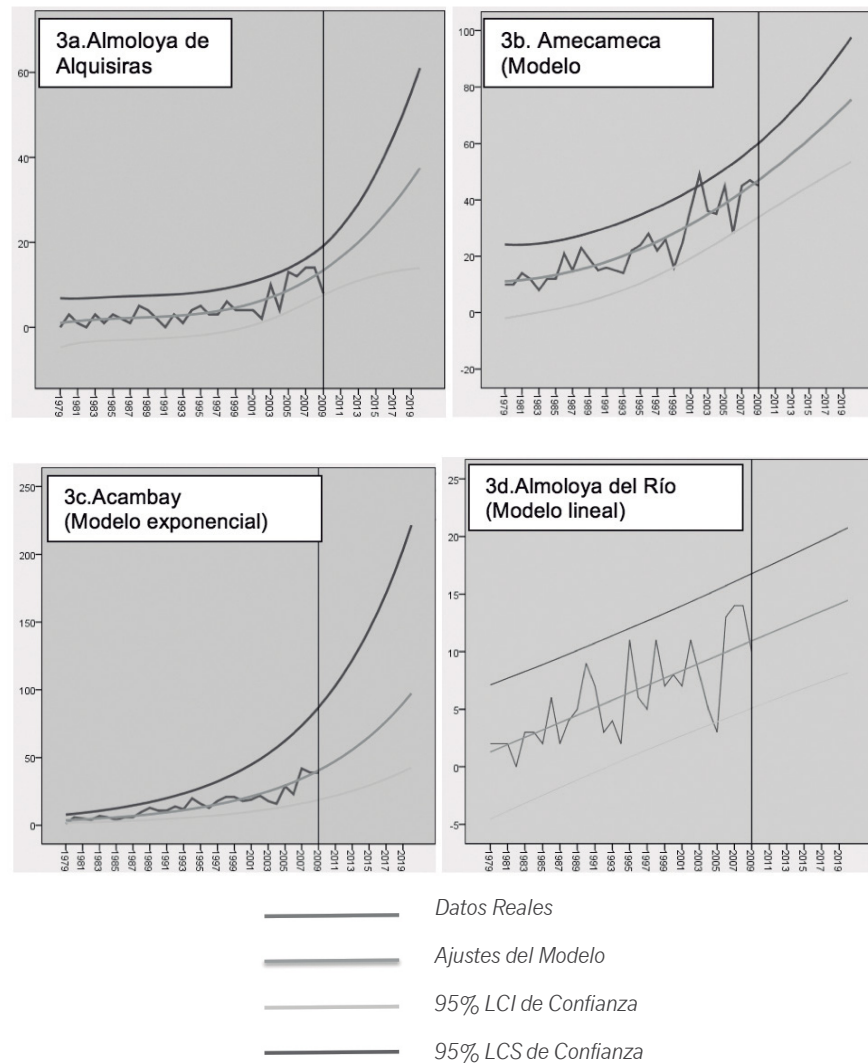 3a.Almoloya de
Alquisiras
60
40
20
0
1979 1981 1983 1985 1987 1989 1991 1993 1995 1997 1999 2001 2003 2005 2007 2009 2011 2013 2015 2017 2019
3b. Amecameca
(Modelo
100
80
60
40
20
0
-20
1979 1981 1983 1985 1987 1989 1991 1993 1995 1997 1999 2001 2003 2005 2007 2009 2011 2013 2015 2017 2019
3c.Acambay
(Modelo exponencial)
250
200
150
100
50
0
1979 1981 1983 1985 1987 1989 1991 1993 1995 1997 1999 2001 2003 2005 2007 2009 2011 2013 2015 2017 2019
3d.Almoloya del Río
(Modelo lineal)
25
20
15
10
5
0
-5
1979 1981 1983 1985 1987 1989 1991 1993 1995 1997 1999 2001 2003 2005 2007 2009 2011 2013 2015 2017 2019
Datos Reales
Ajustes del Modelo
95% LCI de Confianza
95% LCS de Confianza